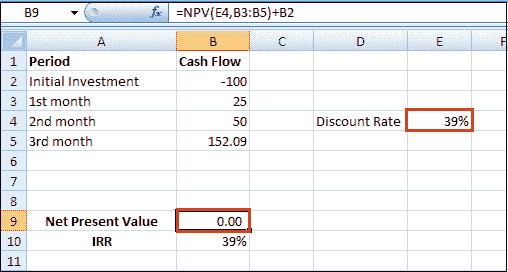 B9 fx =NPV(E4,B3:B5)+B2
A B C D E F
1 Period Cash Flow
2 Initial Investment -100
3 1st month 25
4 2nd month 50 Discount Rate 39%
5 3rd month 152.09
6
7
8
9 Net Present Value 0.00
10 IRR 39%
11